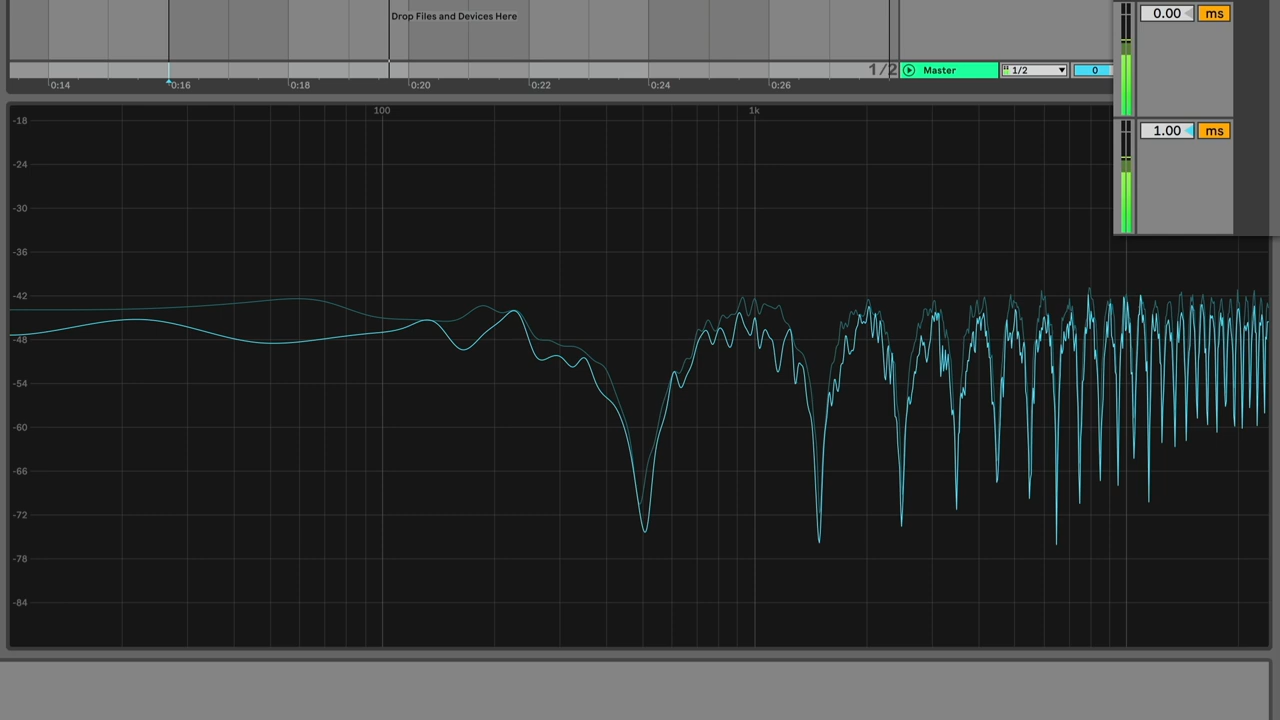 Drop Files and Devices Here
0.00 ms
1/2 Master 1/2 0
0:14 0:16 0:18 0:20 0:22 0:24 0:26
100 1k
1.00 ms
-18
-24
-30
-36
-42
-48
-54
-60
-66
-72
-78
-84